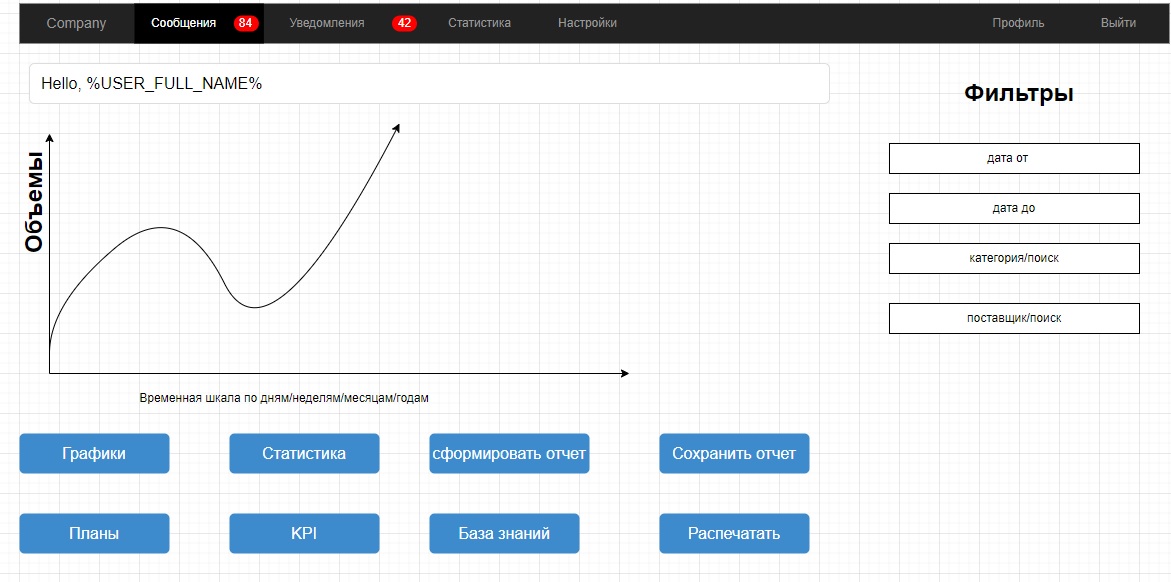 Company Сообщения 84 Уведомления 42 Статистика Настройки Профиль Выйти
Hello, %USER_FULL_NAME%
Фильтры
дата от
дата до
категория/поиск
поставщик/поиск
Объемы
Временная шкала по дням/неделям/месяцам/годам
Графики Статистика сформировать отчет Сохранить отчет
Планы KPI База знаний Распечатать